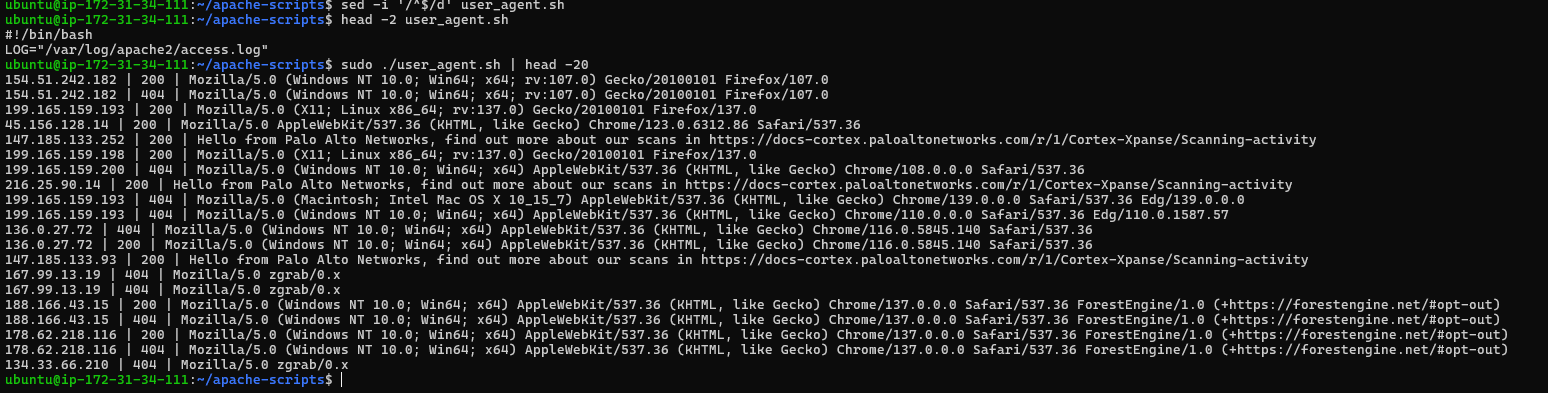 ubuntu@ip-172-31-34-111:~/apache-scripts$ sed -i '/^$/d' user_agent.sh
ubuntu@ip-172-31-34-111:~/apache-scripts$ head -2 user_agent.sh
#!/bin/bash
LOG="/var/log/apache2/access.log"
ubuntu@ip-172-31-34-111:~/apache-scripts$ sudo ./user_agent.sh | head -20
154.51.242.182 | 200 | Mozilla/5.0 (Windows NT 10.0; Win64; x64; rv:107.0) Gecko/20100101 Firefox/107.0
154.51.242.182 | 404 | Mozilla/5.0 (Windows NT 10.0; Win64; x64; rv:107.0) Gecko/20100101 Firefox/107.0
199.165.159.193 | 200 | Mozilla/5.0 (X11; Linux x86_64; rv:137.0) Gecko/20100101 Firefox/137.0
45.156.128.14 | 200 | Mozilla/5.0 AppleWebKit/537.36 (KHTML, like Gecko) Chrome/123.0.6312.86 Safari/537.36
147.185.133.252 | 200 | Hello from Palo Alto Networks, find out more about our scans in https://docs-cortex.paloaltonetworks.com/r/1/Cortex-Xpanse/Scanning-activity
199.165.159.198 | 200 | Mozilla/5.0 (X11; Linux x86_64; rv:137.0) Gecko/20100101 Firefox/137.0
199.165.159.200 | 404 | Mozilla/5.0 (Windows NT 10.0; Win64; x64) AppleWebKit/537.36 (KHTML, like Gecko) Chrome/108.0.0.0 Safari/537.36
216.25.90.14 | 200 | Hello from Palo Alto Networks, find out more about our scans in https://docs-cortex.paloaltonetworks.com/r/1/Cortex-Xpanse/Scanning-activity
199.165.159.193 | 404 | Mozilla/5.0 (Macintosh; Intel Mac OS X 10_15_7) AppleWebKit/537.36 (KHTML, like Gecko) Chrome/139.0.0.0 Safari/537.36 Edg/139.0.0.0
199.165.159.193 | 404 | Mozilla/5.0 (Windows NT 10.0; Win64; x64) AppleWebKit/537.36 (KHTML, like Gecko) Chrome/110.0.0.0 Safari/537.36 Edg/110.0.1587.57
136.0.27.72 | 404 | Mozilla/5.0 (Windows NT 10.0; Win64; x64) AppleWebKit/537.36 (KHTML, like Gecko) Chrome/116.0.5845.140 Safari/537.36
136.0.27.72 | 200 | Mozilla/5.0 (Windows NT 10.0; Win64; x64) AppleWebKit/537.36 (KHTML, like Gecko) Chrome/116.0.5845.140 Safari/537.36
147.185.133.93 | 200 | Hello from Palo Alto Networks, find out more about our scans in https://docs-cortex.paloaltonetworks.com/r/1/Cortex-Xpanse/Scanning-activity
167.99.13.19 | 404 | Mozilla/5.0 zgrab/0.x
167.99.13.19 | 404 | Mozilla/5.0 zgrab/0.x
188.166.43.15 | 200 | Mozilla/5.0 (Windows NT 10.0; Win64; x64) AppleWebKit/537.36 (KHTML, like Gecko) Chrome/137.0.0.0 Safari/537.36 ForestEngine/1.0 (+https://forestengine.net/#opt-out)
188.166.43.15 | 404 | Mozilla/5.0 (Windows NT 10.0; Win64; x64) AppleWebKit/537.36 (KHTML, like Gecko) Chrome/137.0.0.0 Safari/537.36 ForestEngine/1.0 (+https://forestengine.net/#opt-out)
178.62.218.116 | 200 | Mozilla/5.0 (Windows NT 10.0; Win64; x64) AppleWebKit/537.36 (KHTML, like Gecko) Chrome/137.0.0.0 Safari/537.36 ForestEngine/1.0 (+https://forestengine.net/#opt-out)
178.62.218.116 | 404 | Mozilla/5.0 (Windows NT 10.0; Win64; x64) AppleWebKit/537.36 (KHTML, like Gecko) Chrome/137.0.0.0 Safari/537.36 ForestEngine/1.0 (+https://forestengine.net/#opt-out)
134.33.66.210 | 404 | Mozilla/5.0 zgrab/0.x
ubuntu@ip-172-31-34-111:~/apache-scripts$